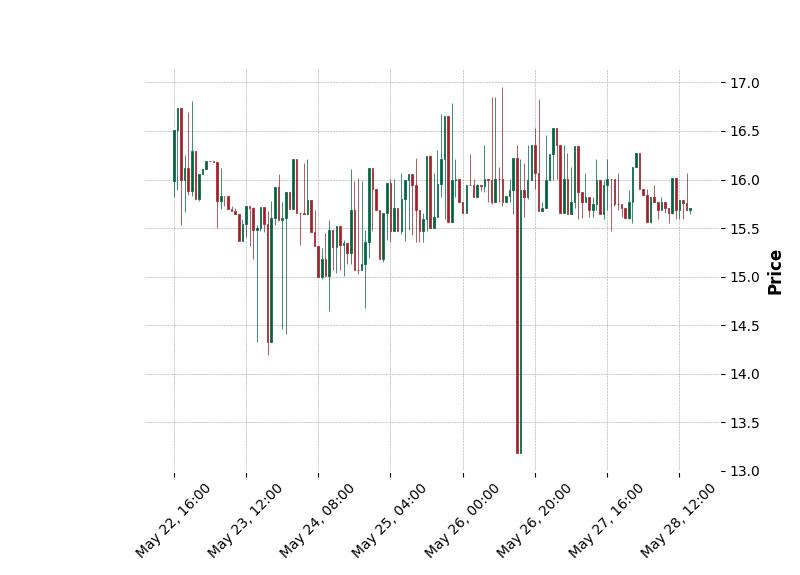 17.0
16.5
16.0
15.5
15.0
14.5
14.0
13.5
13.0
Price
May 22, 16:00
May 23, 12:00
May 24, 08:00
May 25, 04:00
May 26, 00:00
May 26, 20:00
May 27, 16:00
May 28, 12:00